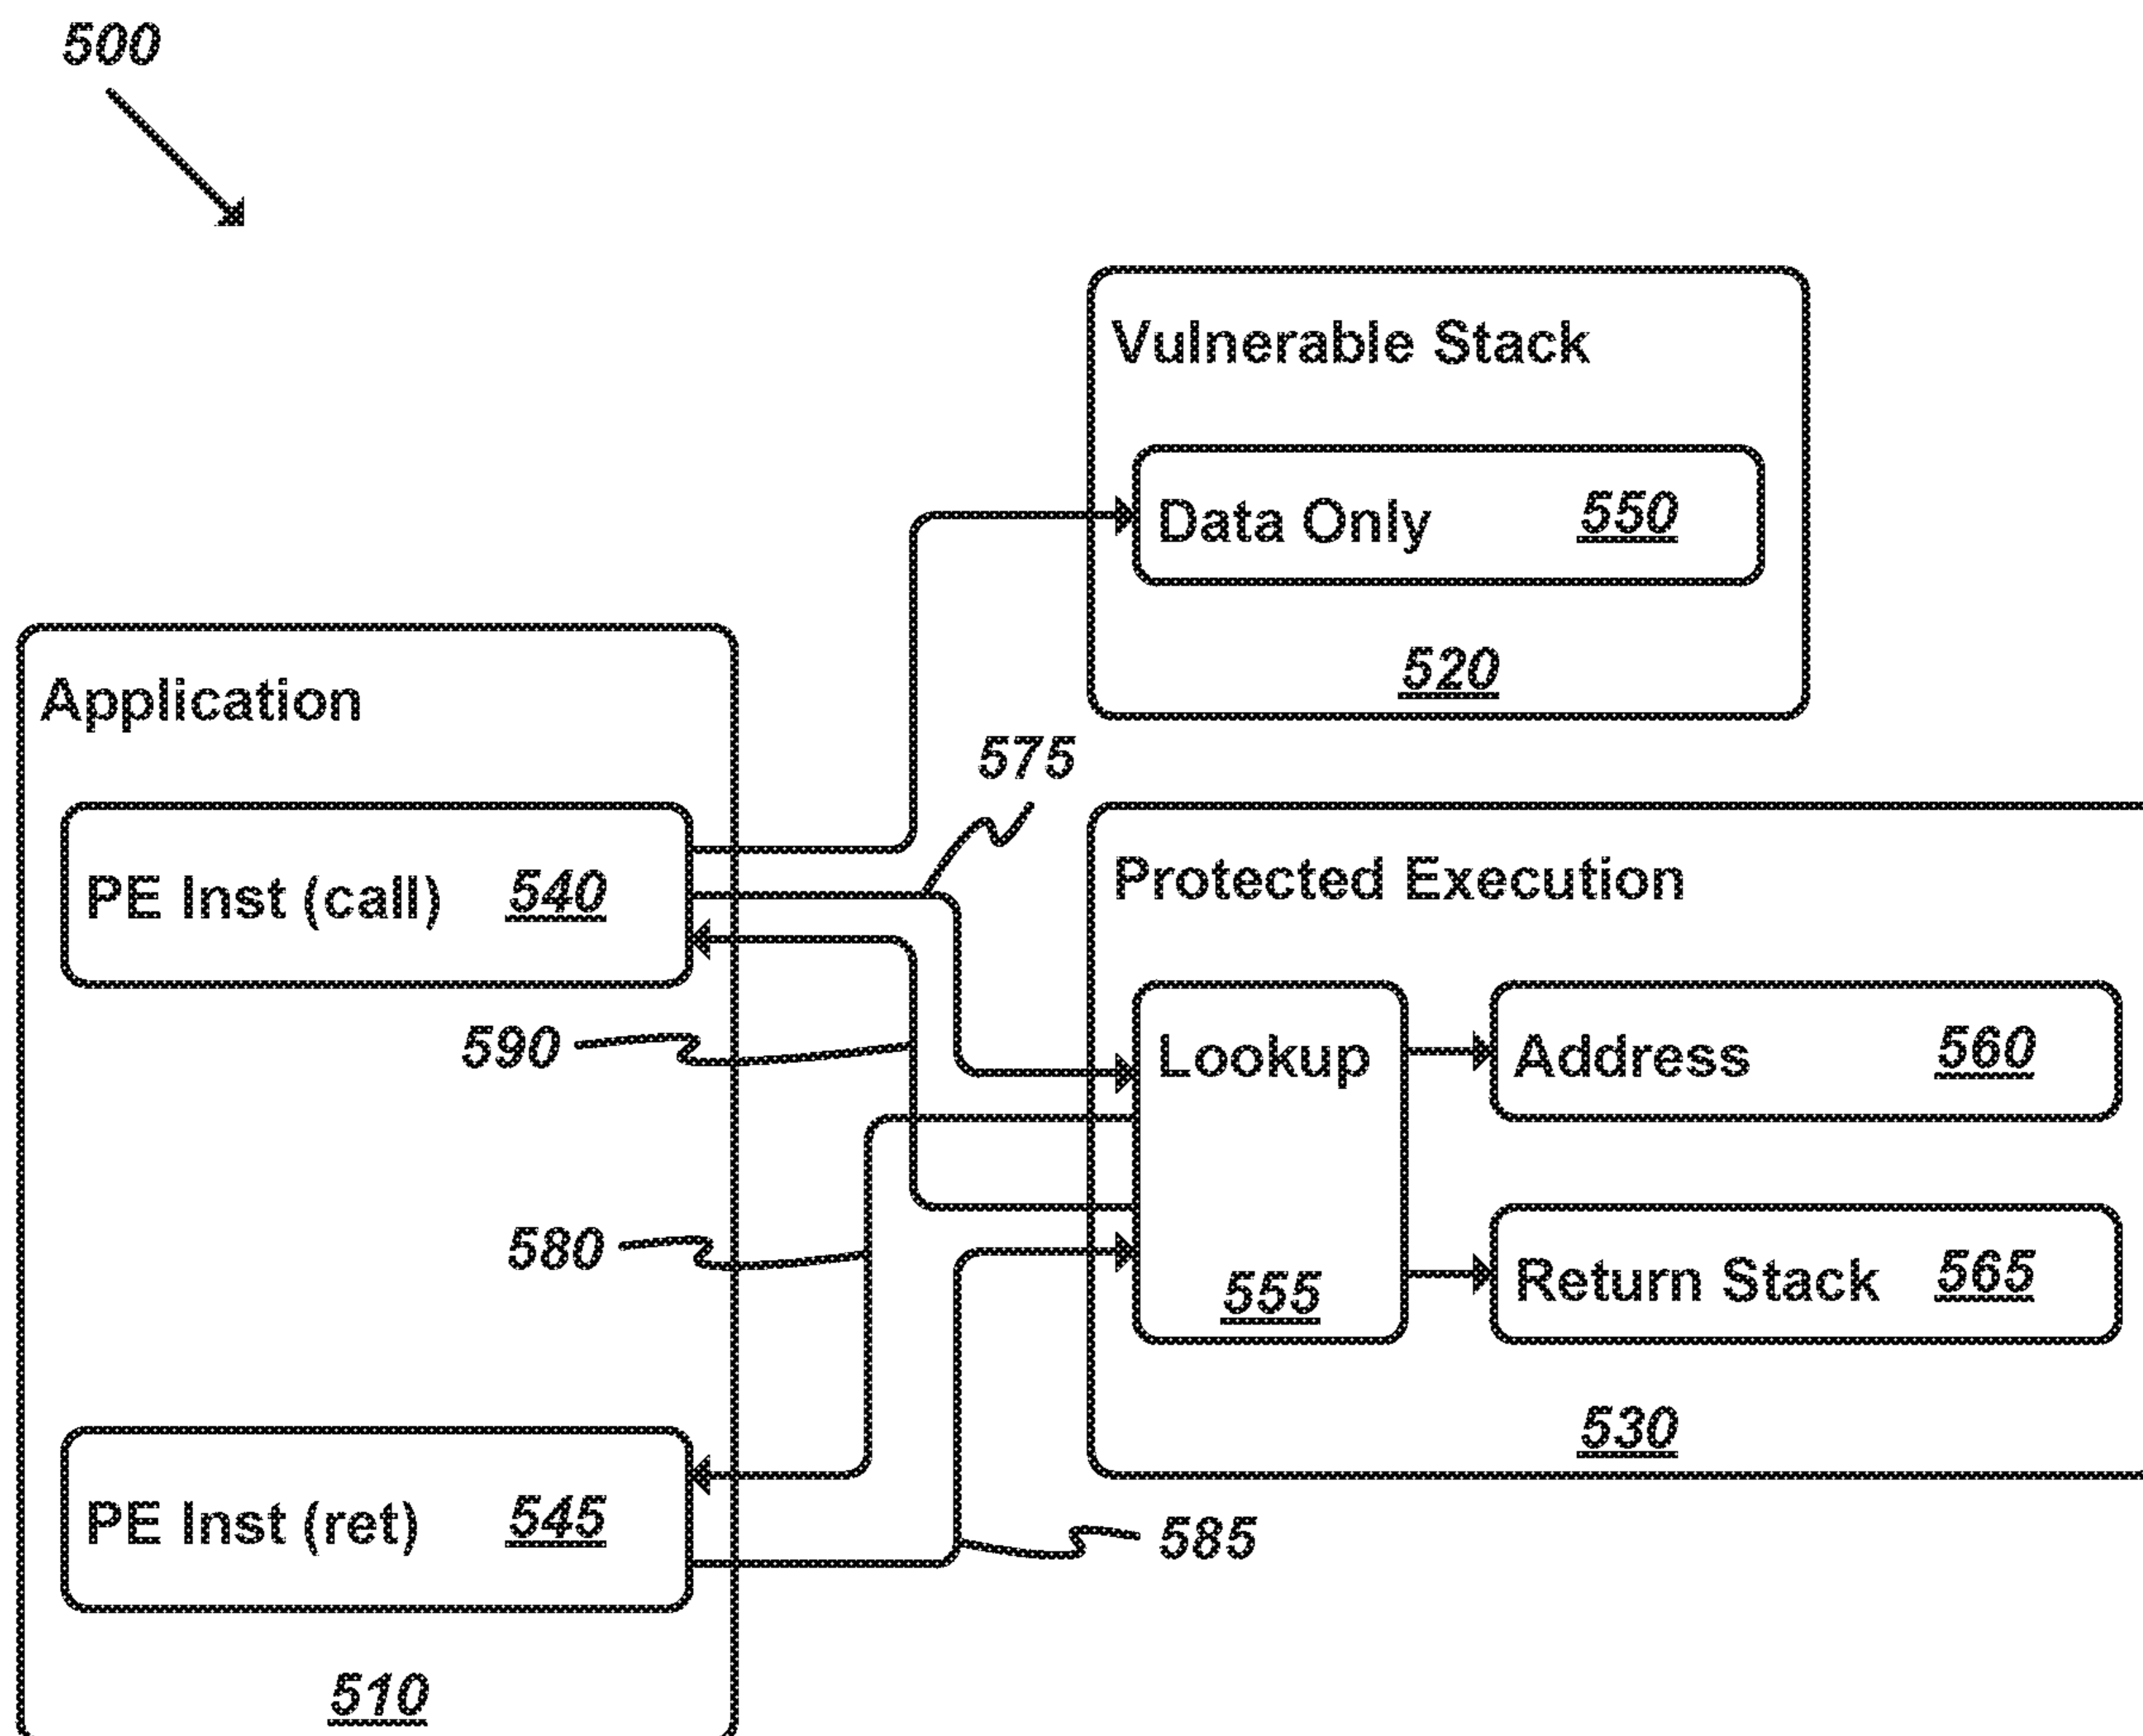 500
Vulnerable Stack
Data Only 550
520
Application
575
PE Inst (call) 540
Protected Execution
590
Lookup
Address 560
580
555
Return Stack 565
530
PE Inst (ret) 545
585
510